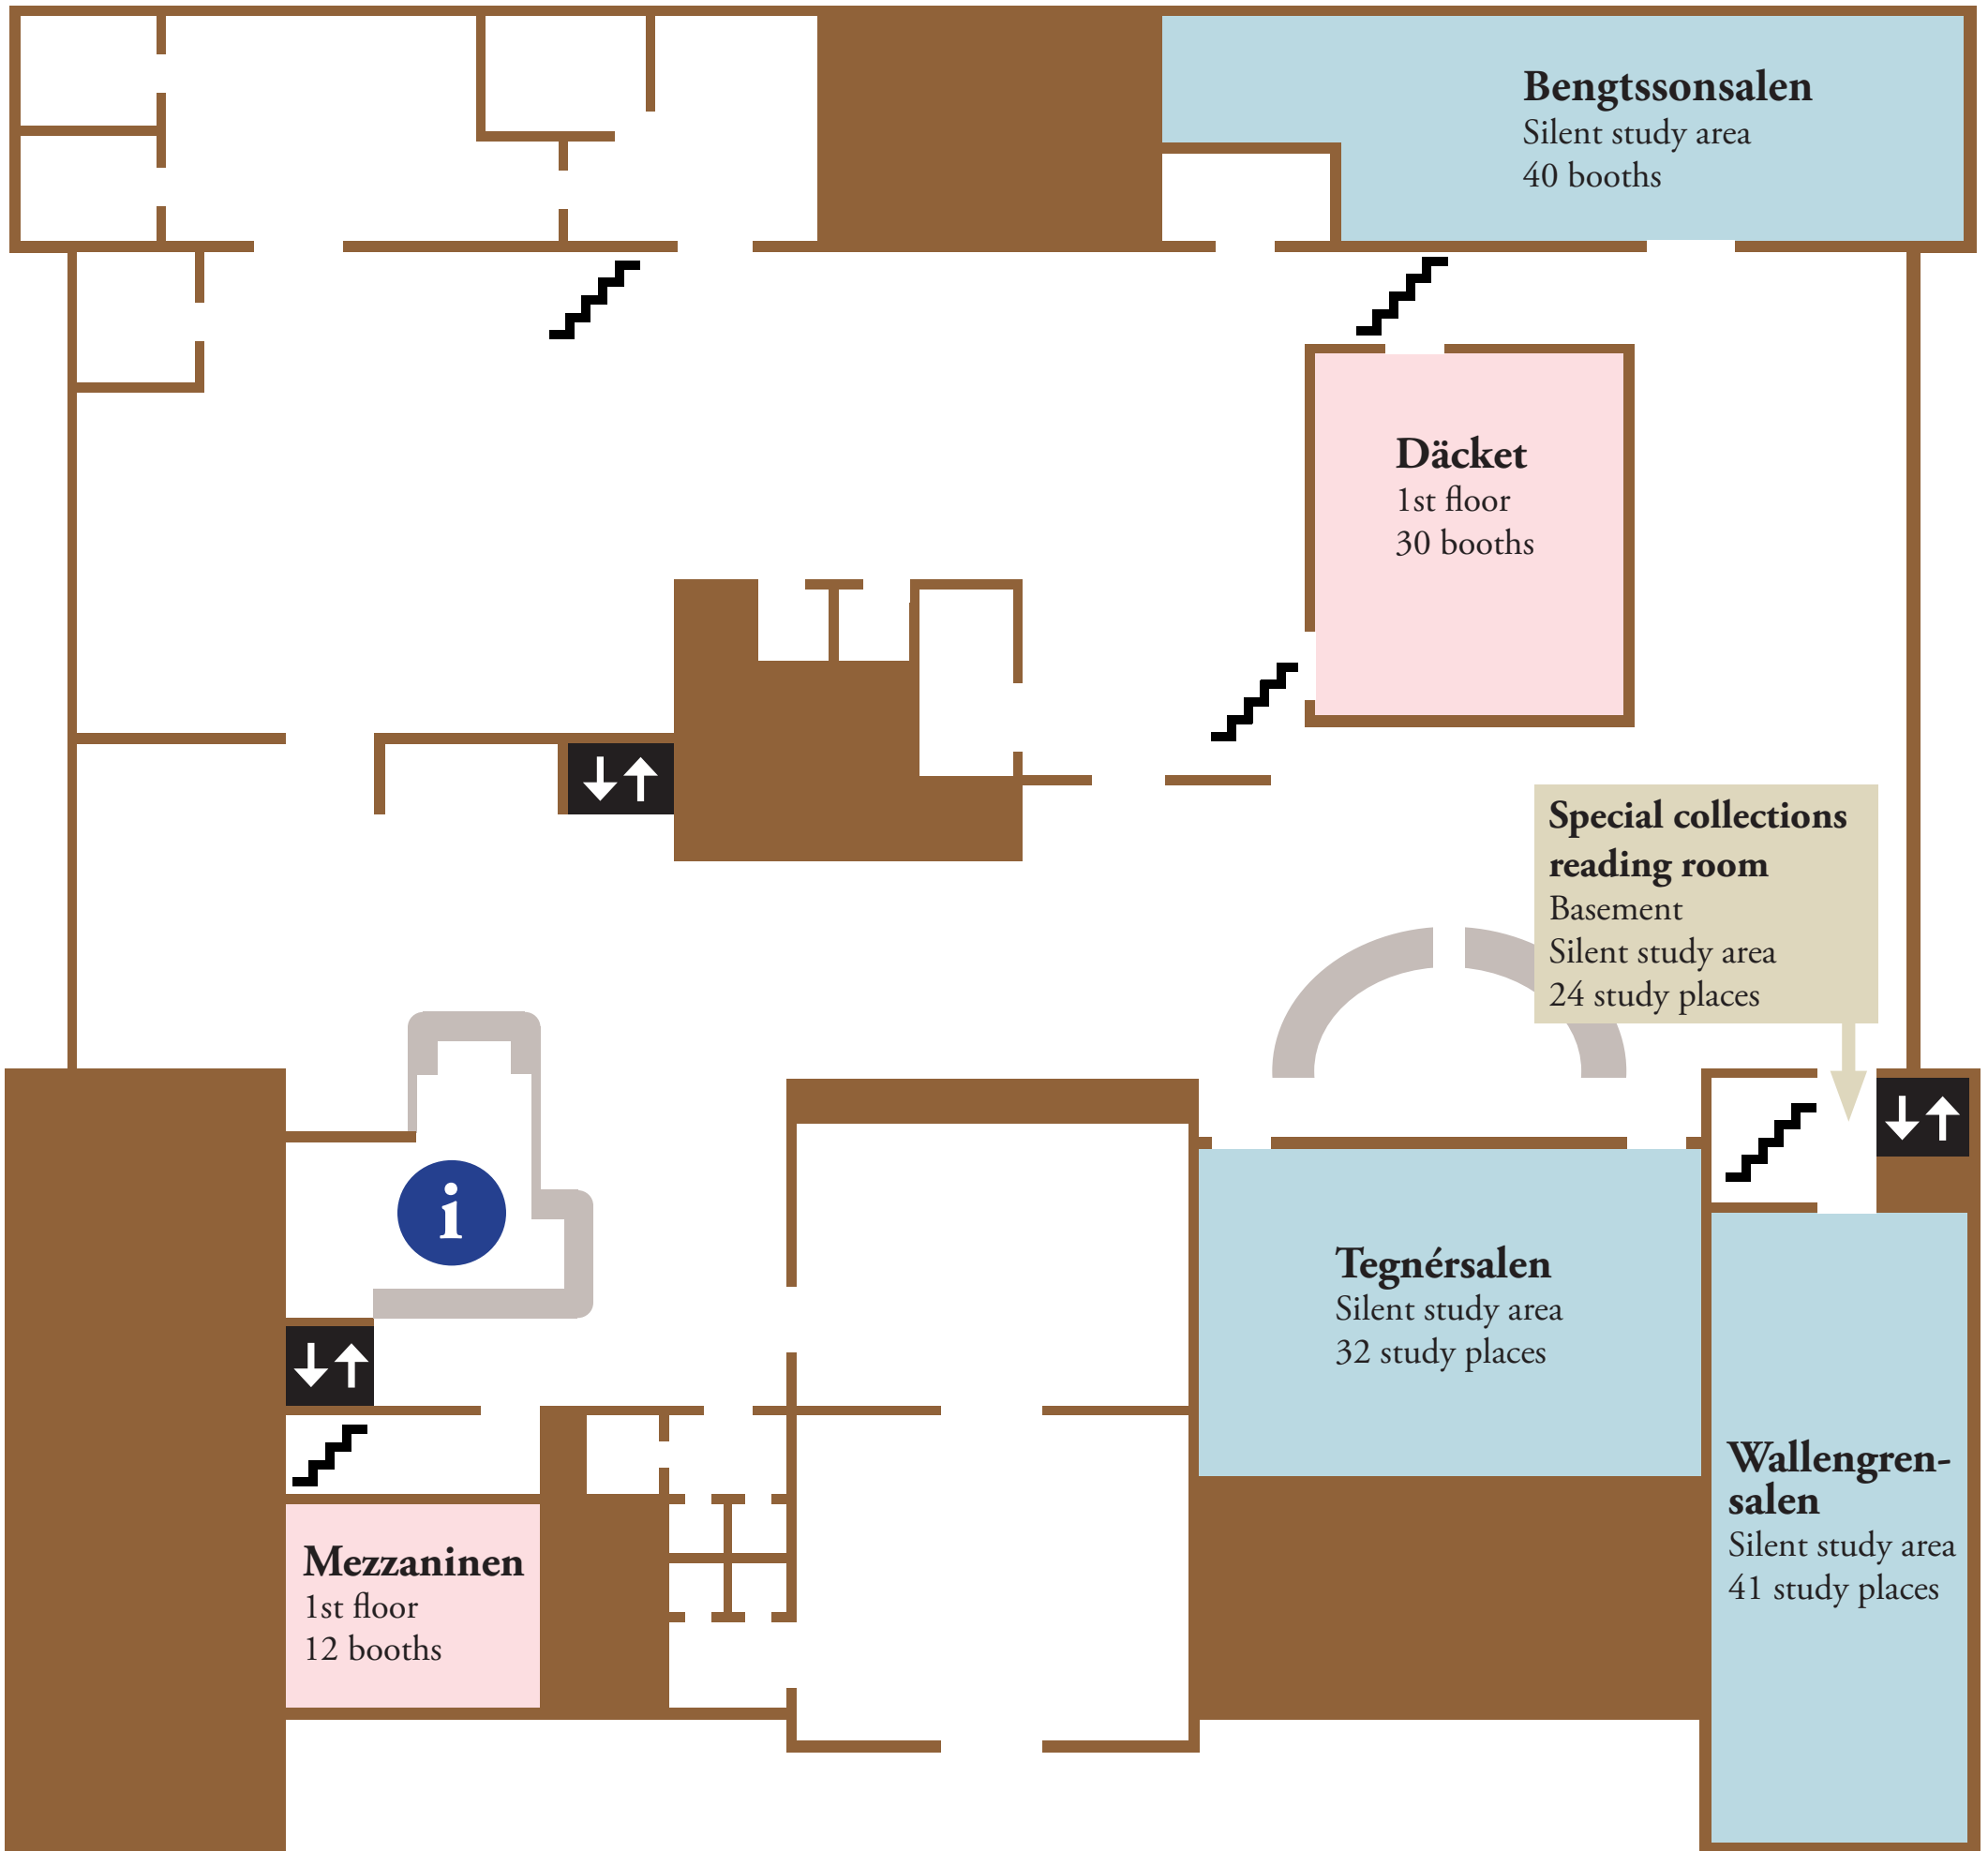 Bengtssonsalen
Silent study area
40 booths
Däcket
1st floor
30 booths
Special collections
reading room
Basement
Silent study area
24 study places
i
Tegnérsalen
Silent study area
32 study places
Wallengren-
salen
Silent study area
41 study places
Mezzaninen
1st floor
12 booths